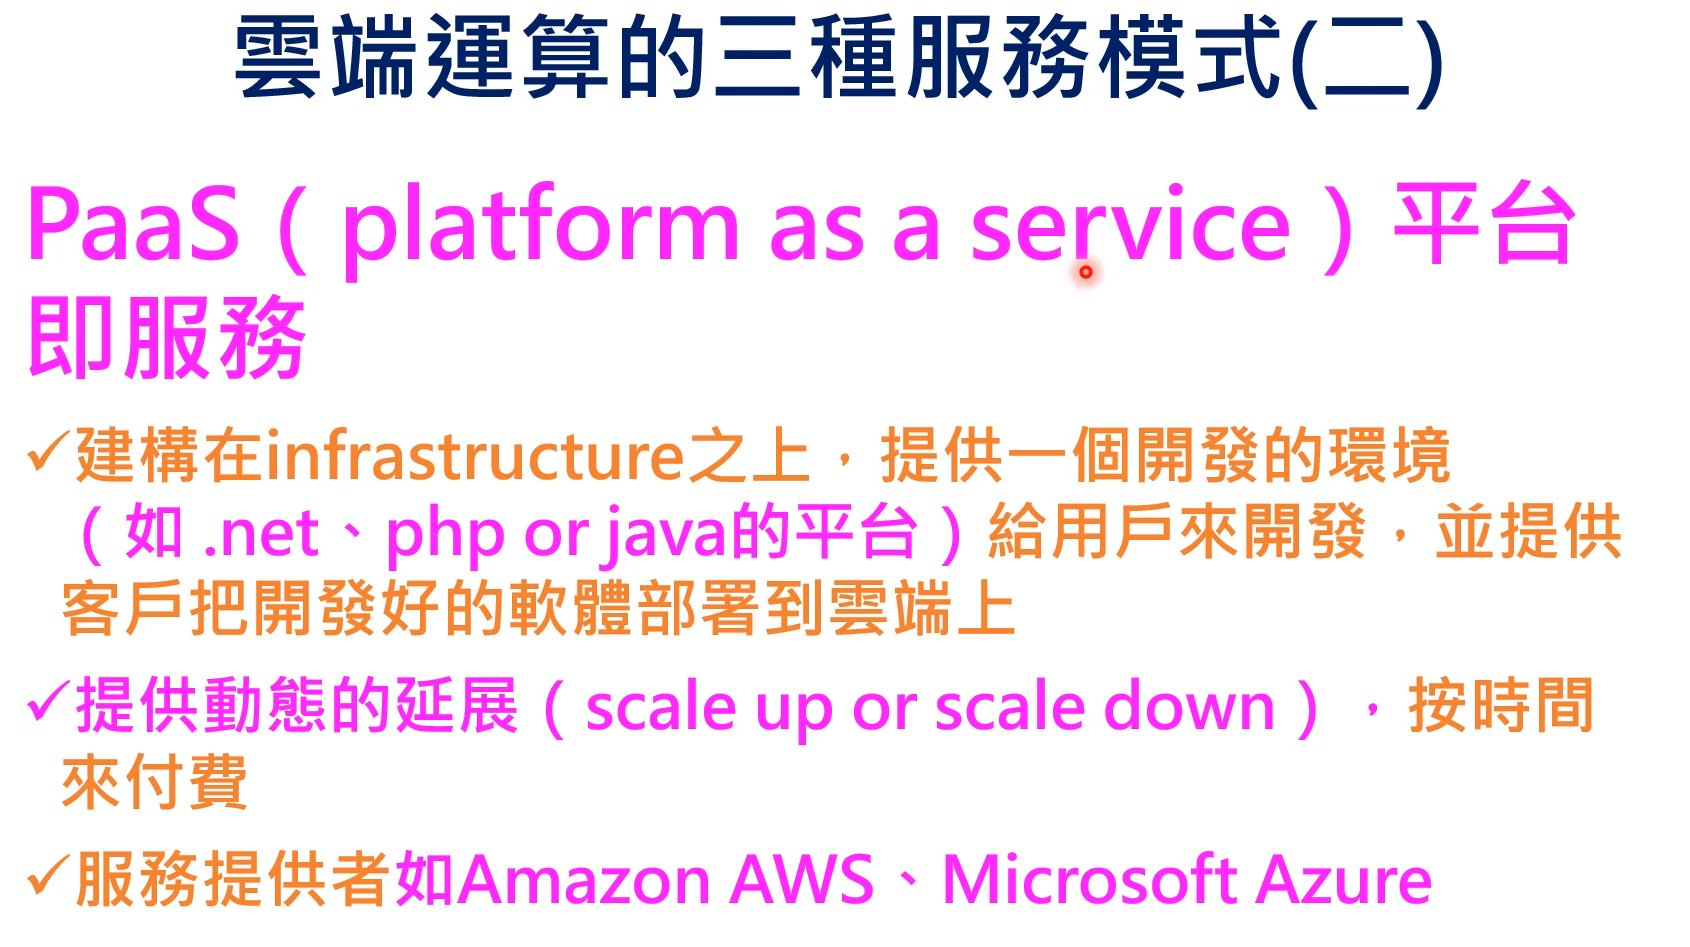 雲端運算的三種服務模式(二)
PaaS（platform as a service）平台
即服務
✓建構在infrastructure之上，提供一個開發的環境
（如 .net、php or java的平台）給用戶來開發，並提供
客戶把開發好的軟體部署到雲端上
✓提供動態的延展（scale up or scale down），按時間
來付費
✓服務提供者如Amazon AWS、Microsoft Azure